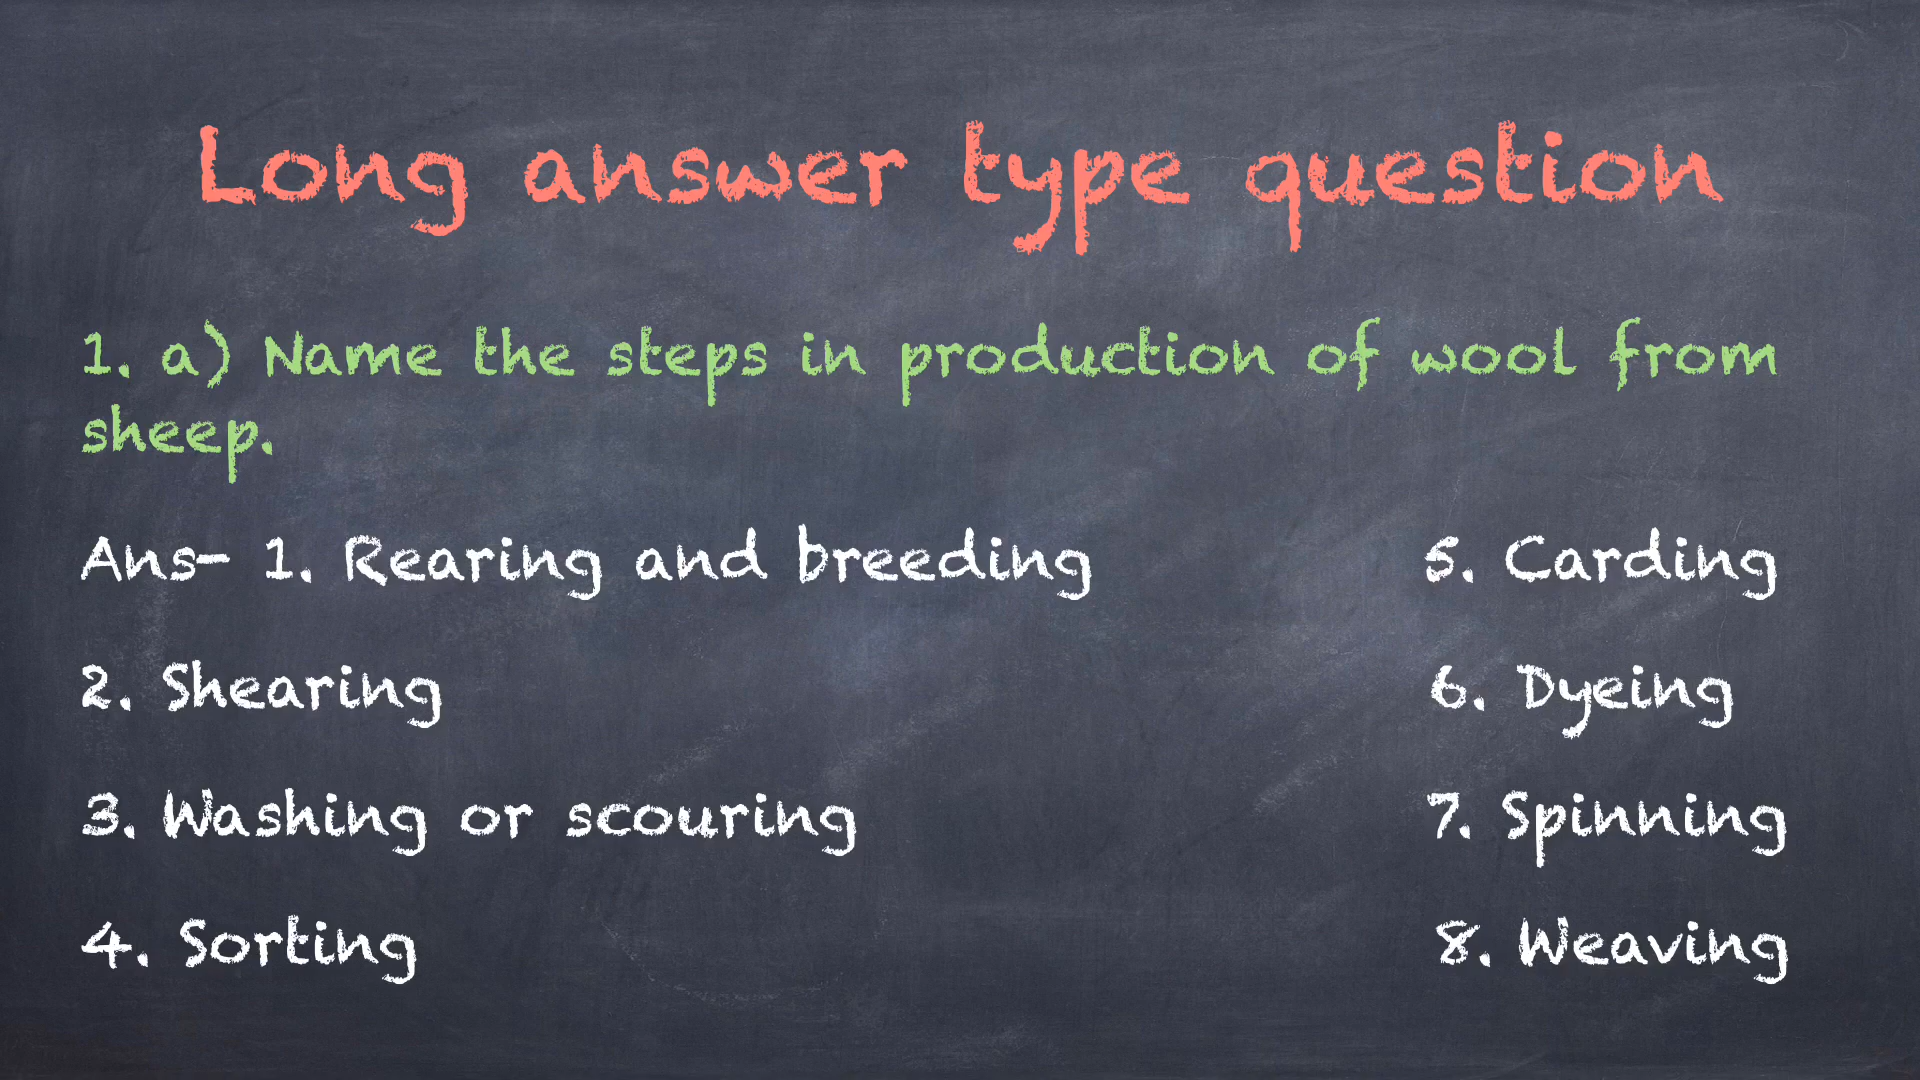 Long answer type question
1. a) Name the steps in production of wool from
sheep.
Ans- 1. Rearing and breeding 5. Carding
2. Shearing 6. Dyeing
3. Washing or scouring 7. Spinning
4. Sorting 8. Weaving